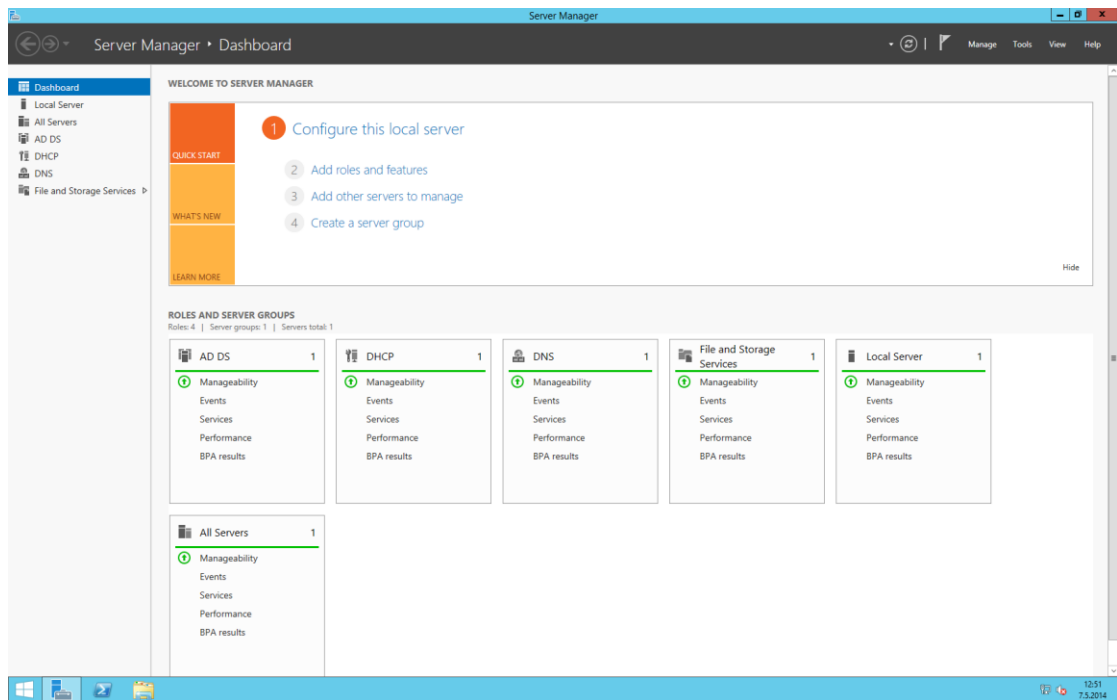 Server Manager
Server Manager • Dashboard
Manage Tools View Help
Dashboard
Local Server
All Servers
AD DS
DHCP
DNS
File and Storage Services
WELCOME TO SERVER MANAGER
QUICK START
WHAT'S NEW
LEARN MORE
1 Configure this local server
2 Add roles and features
3 Add other servers to manage
4 Create a server group
Hide
ROLES AND SERVER GROUPS
Roles: 4 | Server groups: 1 | Servers total: 1
AD DS 1
Manageability
Events
Services
Performance
BPA results
DHCP 1
Manageability
Events
Services
Performance
BPA results
DNS 1
Manageability
Events
Services
Performance
BPA results
File and Storage
Services 1
Manageability
Events
Services
Performance
BPA results
Local Server 1
Manageability
Events
Services
Performance
BPA results
All Servers 1
Manageability
Events
Services
Performance
BPA results
12:51
7.5.2014